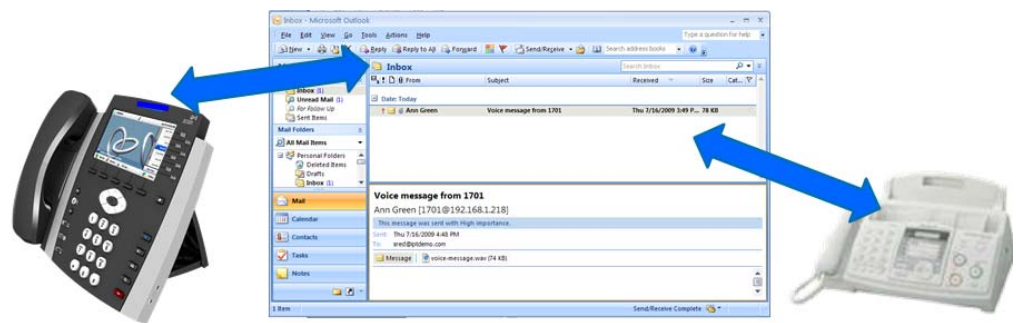 Inbox - Microsoft Outlook
Type a question for help
File Edit View Go Tools Actions Help
New Reply Reply to All Forward Send/Receive Search address books
Inbox Search Inbox
From Subject Received Size Cat...
Inbox (1)
Unread Mail (1)
For Follow Up
Sent Items
Date: Today
Ann Green Voice message from 1701 Thu 7/16/2009 3:49 P... 78 KB
Mail Folders
All Mail Items
Personal Folders
Deleted Items
Drafts
Inbox (1)
Mail
Calendar
Contacts
Tasks
Notes
Voice message from 1701
Ann Green [1701@192.168.1.218]
This message was sent with High importance.
Sent: Thu 7/16/2009 4:48 PM
To: sred@iptdemo.com
Message voice-message.wav (74 KB)
1 Item Send/Receive Complete